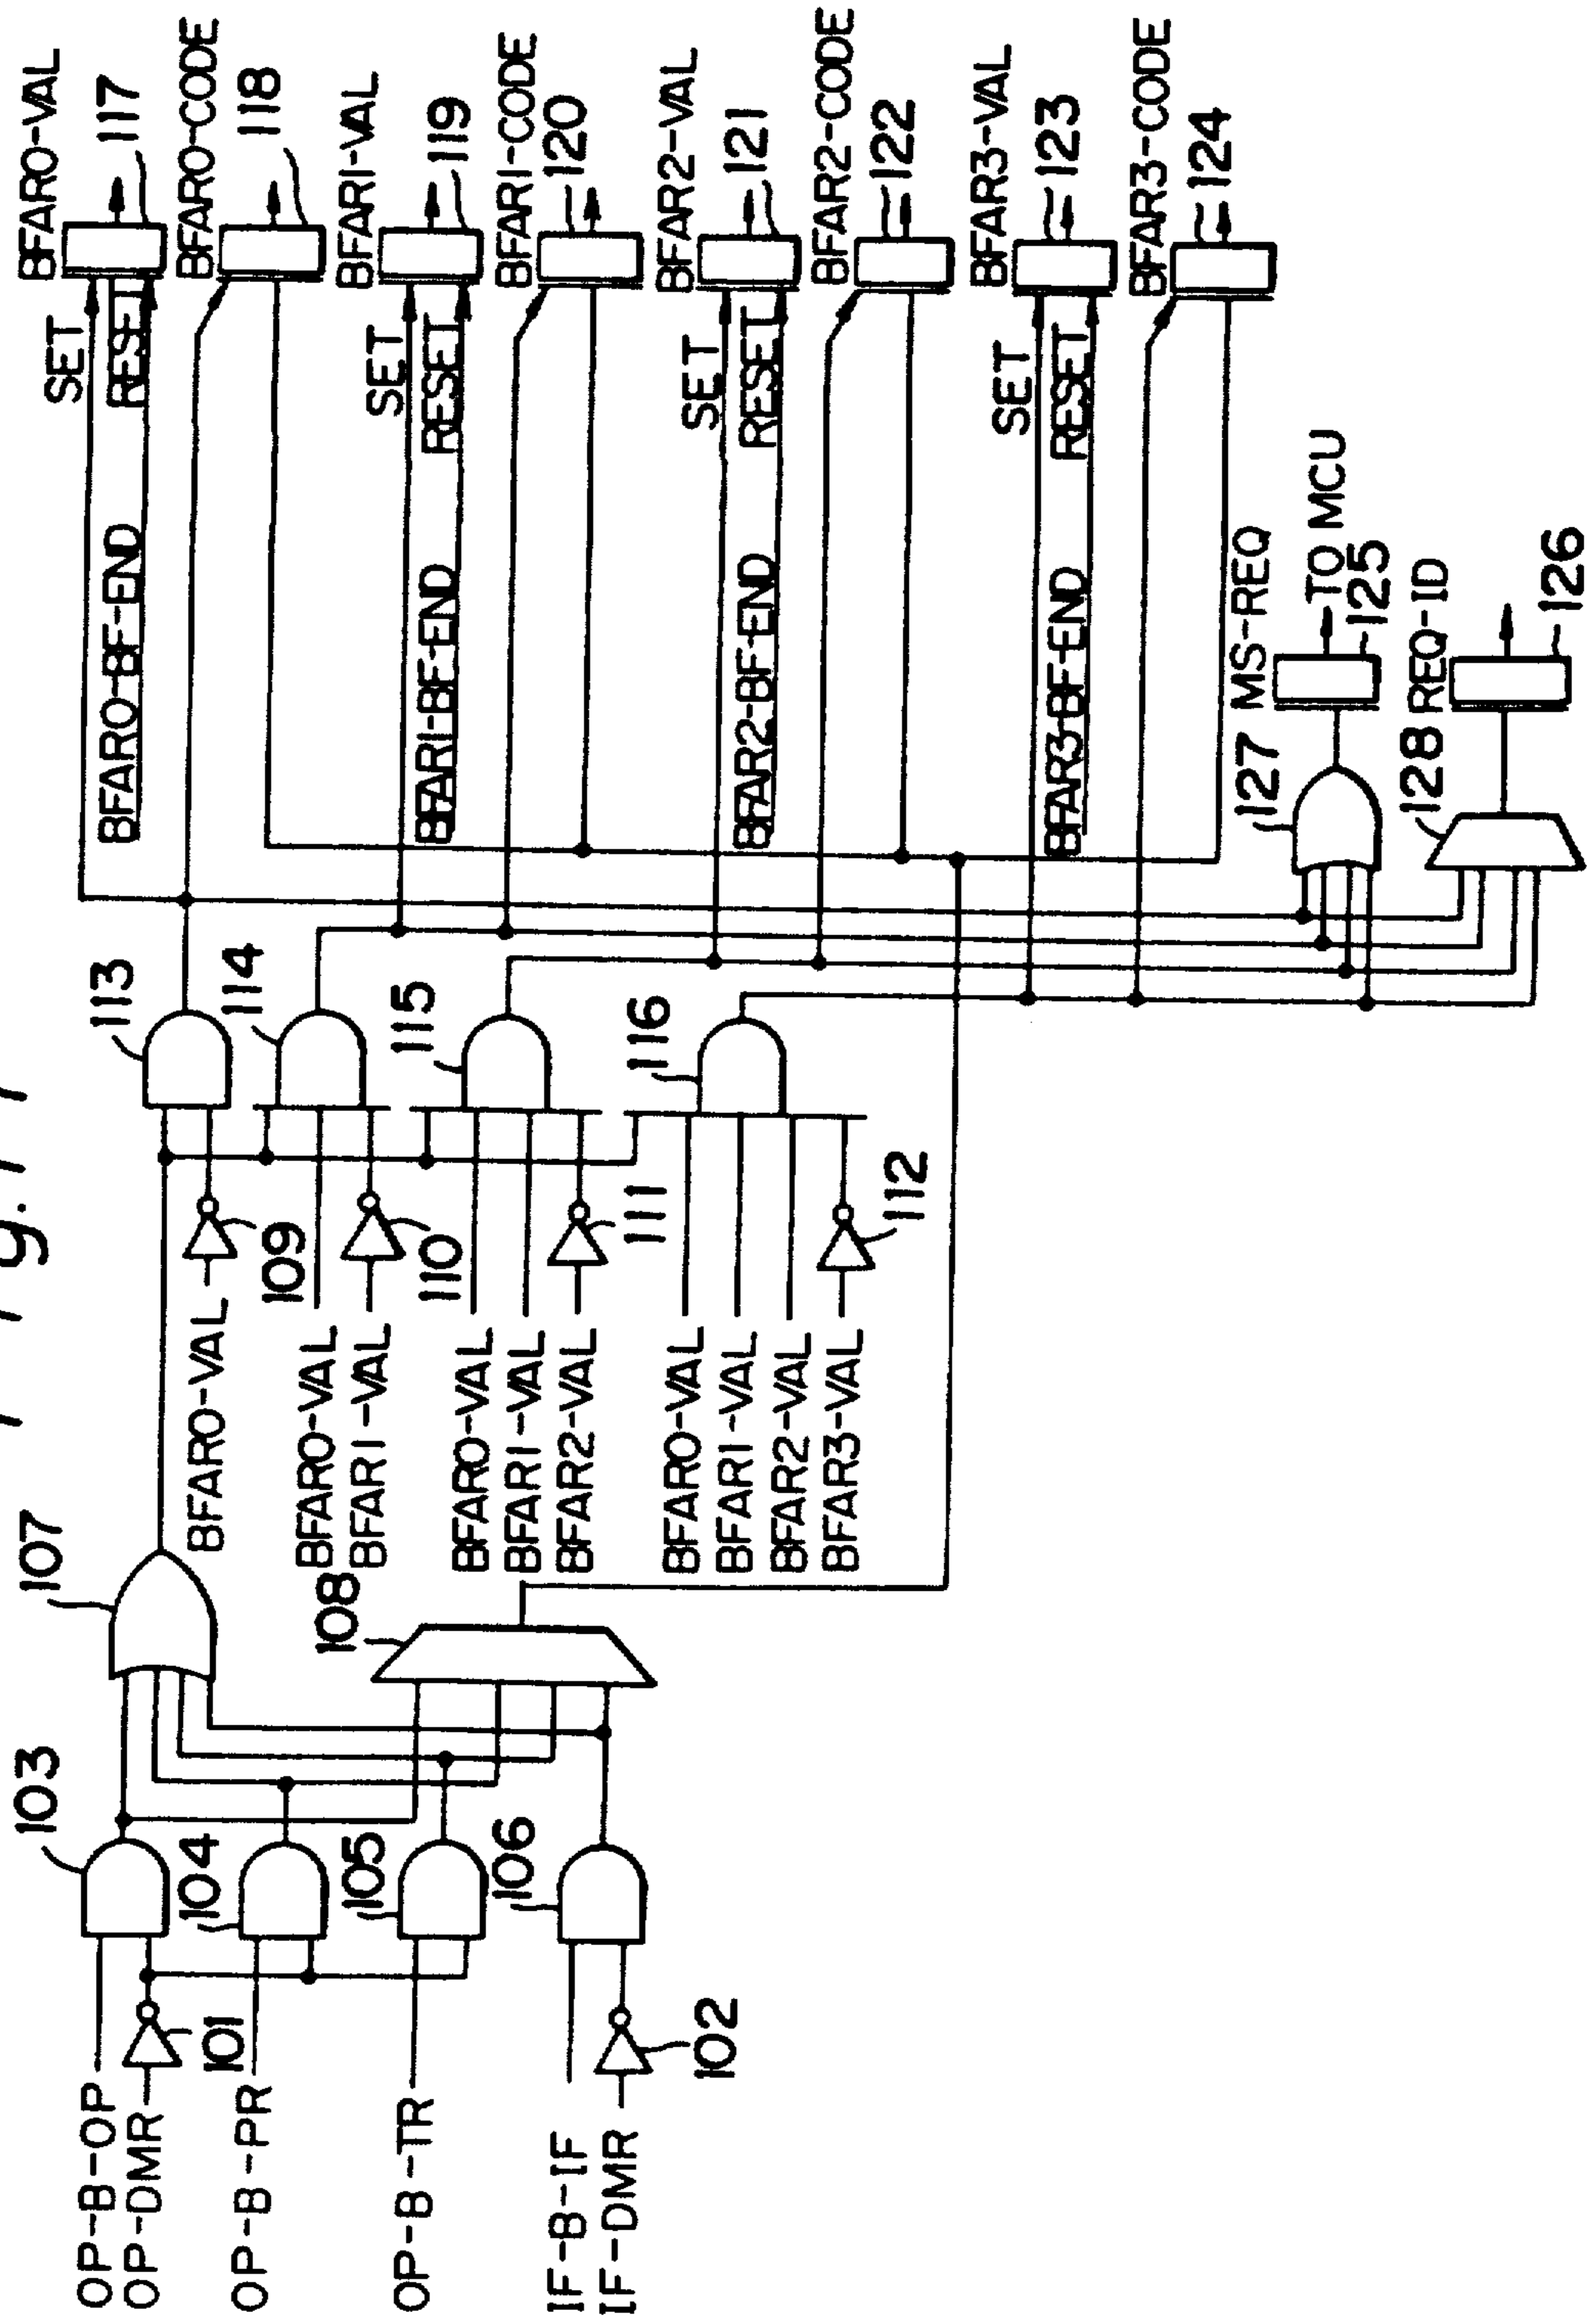 Fig. 11
OP-B-OP
OP-DMR
OP-B-PR
OP-B-TR
IF-B-IF
IF-DMR
101
102
103
104
105
106
107
108
BFAR0-VAL
109
BFAR0-VAL
BFAR1-VAL
110
BFAR0-VAL
BFAR1-VAL
BFAR2-VAL
111
BFAR0-VAL
BFAR1-VAL
BFAR2-VAL
BFAR3-VAL
112
113
114
115
116
BFAR0-BF-END
SET
RESET
BFAR0-VAL
117
BFAR0-CODE
118
BFAR1-BF-END
SET
RESET
BFAR1-VAL
119
BFAR1-CODE
120
BFAR2-BF-END
SET
RESET
BFAR2-VAL
121
BFAR2-CODE
122
BFAR3-BF-END
SET
RESET
BFAR3-VAL
123
BFAR3-CODE
124
127
MS-REQ
TO MCU
125
128
REQ-ID
126